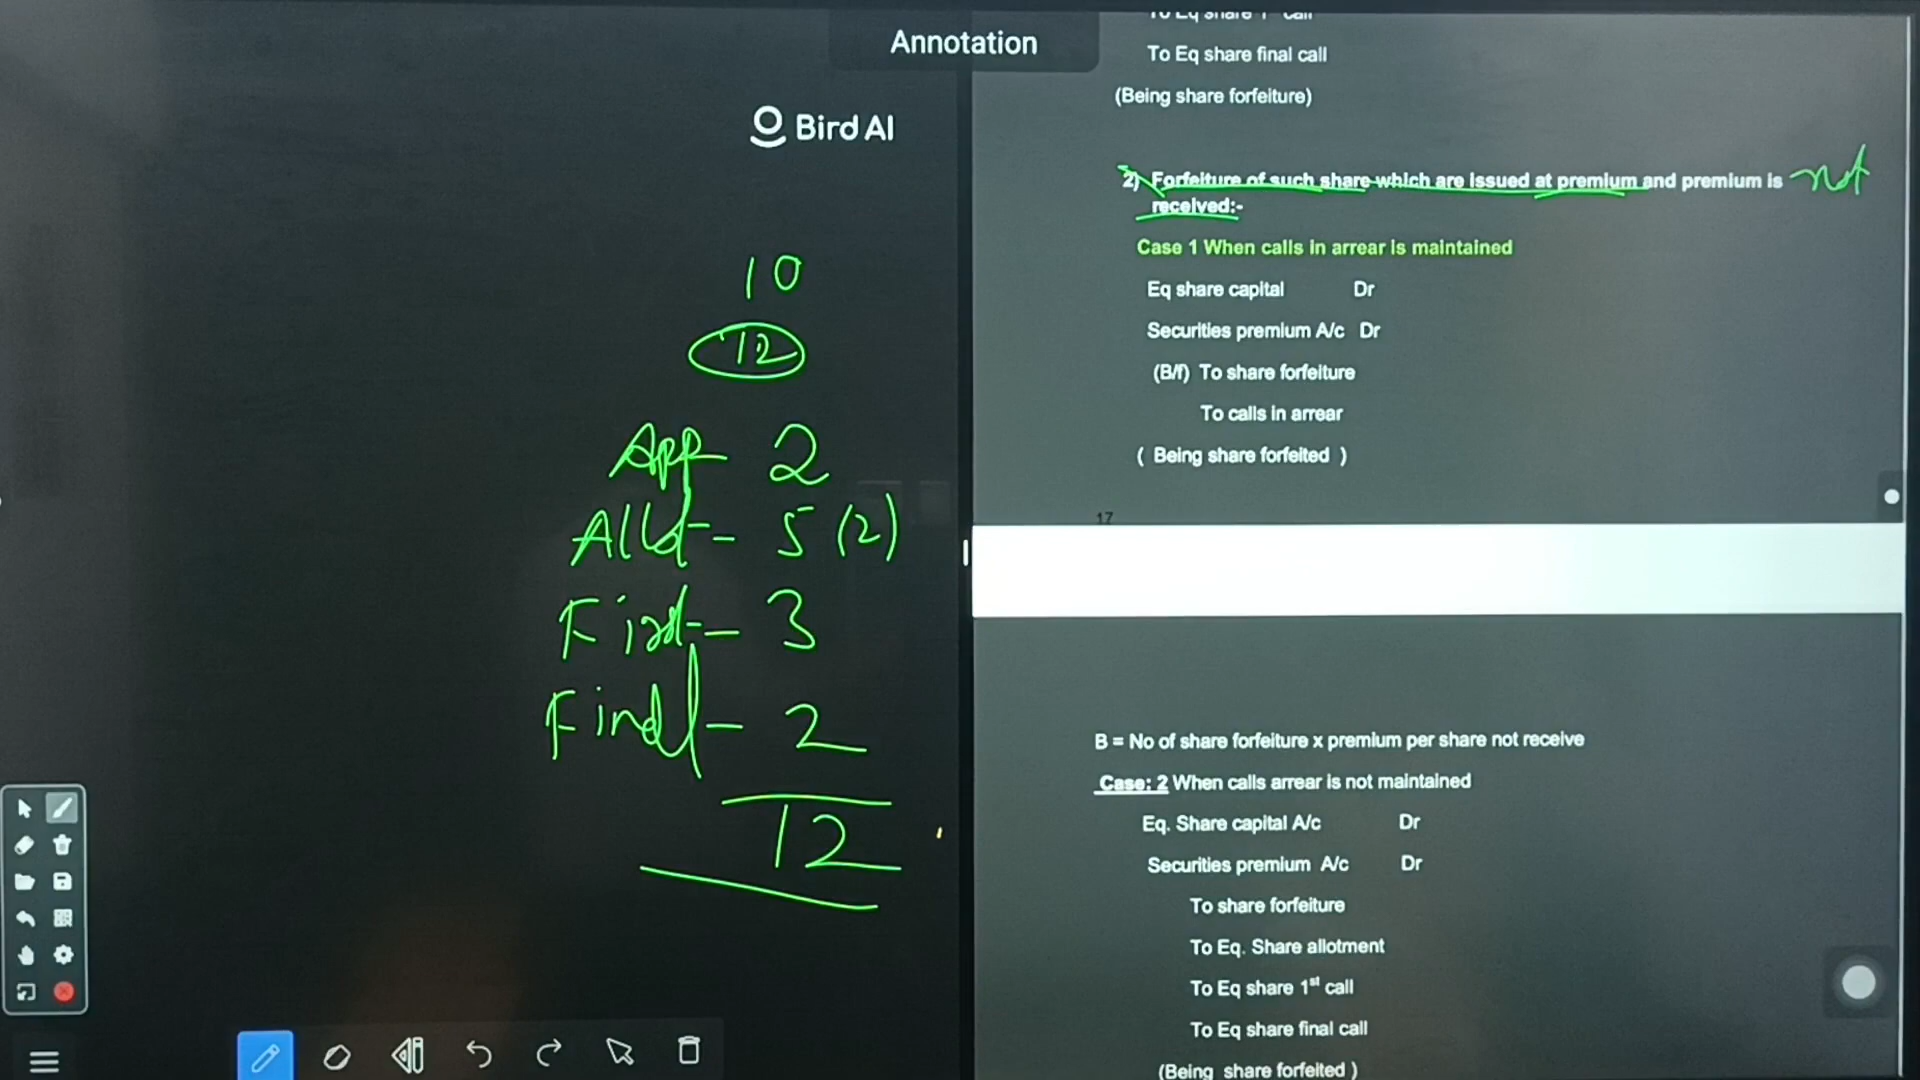 Annotation
Bird AI
10
12
App - 2
Allot - 5 (2)
First - 3
Final - 2
12
To Eq share 1st call
To Eq share final call
(Being share forfeiture)
2) Forfeiture of such share which are issued at premium and premium is not
received:-
Case 1 When calls in arrear is maintained
Eq share capital Dr
Securities premium A/c Dr
(B/f) To share forfeiture
To calls in arrear
( Being share forfeited )
17
B = No of share forfeiture x premium per share not receive
Case: 2 When calls arrear is not maintained
Eq. Share capital A/c Dr
Securities premium A/c Dr
To share forfeiture
To Eq. Share allotment
To Eq share 1st call
To Eq share final call
(Being share forfeited )